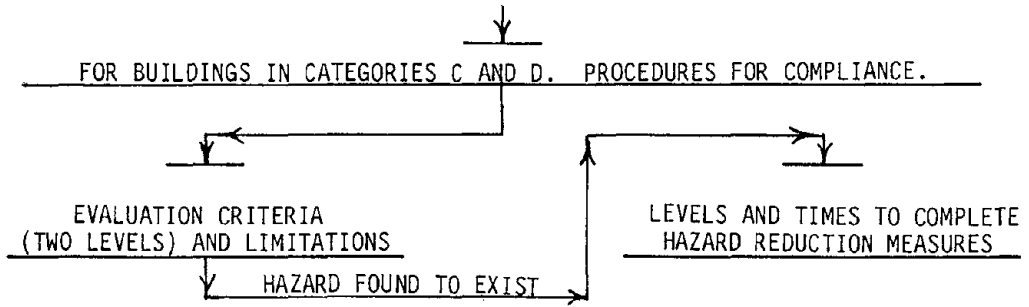 FOR BUILDINGS IN CATEGORIES C AND D. PROCEDURES FOR COMPLIANCE.
EVALUATION CRITERIA
(TWO LEVELS) AND LIMITATIONS
LEVELS AND TIMES TO COMPLETE
HAZARD REDUCTION MEASURES
HAZARD FOUND TO EXIST